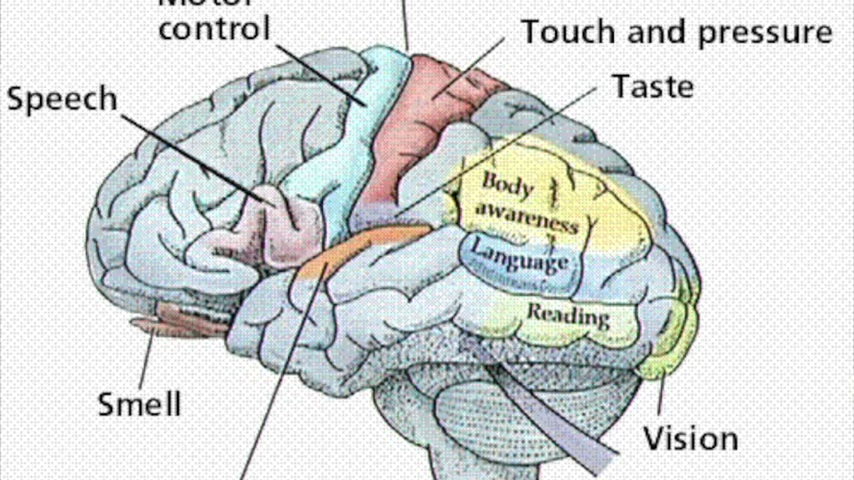 Motor
control
Touch and pressure
Taste
Speech
Body
awareness
Language
Reading
Smell
Vision